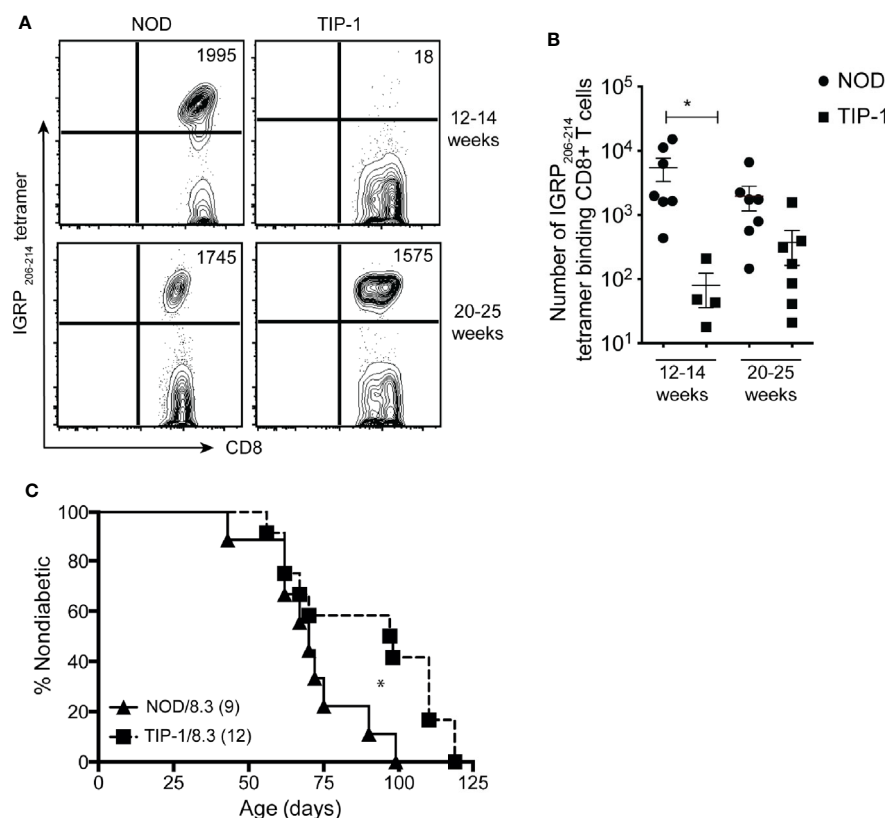 A
NOD
TIP-1
1995
18
12-14
weeks
1745
1575
20-25
weeks
IGRP 206-214 tetramer
CD8
B
Number of IGRP206-214
tetramer binding CD8+ T cells
10^5
10^4
10^3
10^2
10^1
*
NOD
TIP-1
12-14
weeks
20-25
weeks
C
% Nondiabetic
100
80
60
40
20
0
*
NOD/8.3 (9)
TIP-1/8.3 (12)
0 25 50 75 100 125
Age (days)